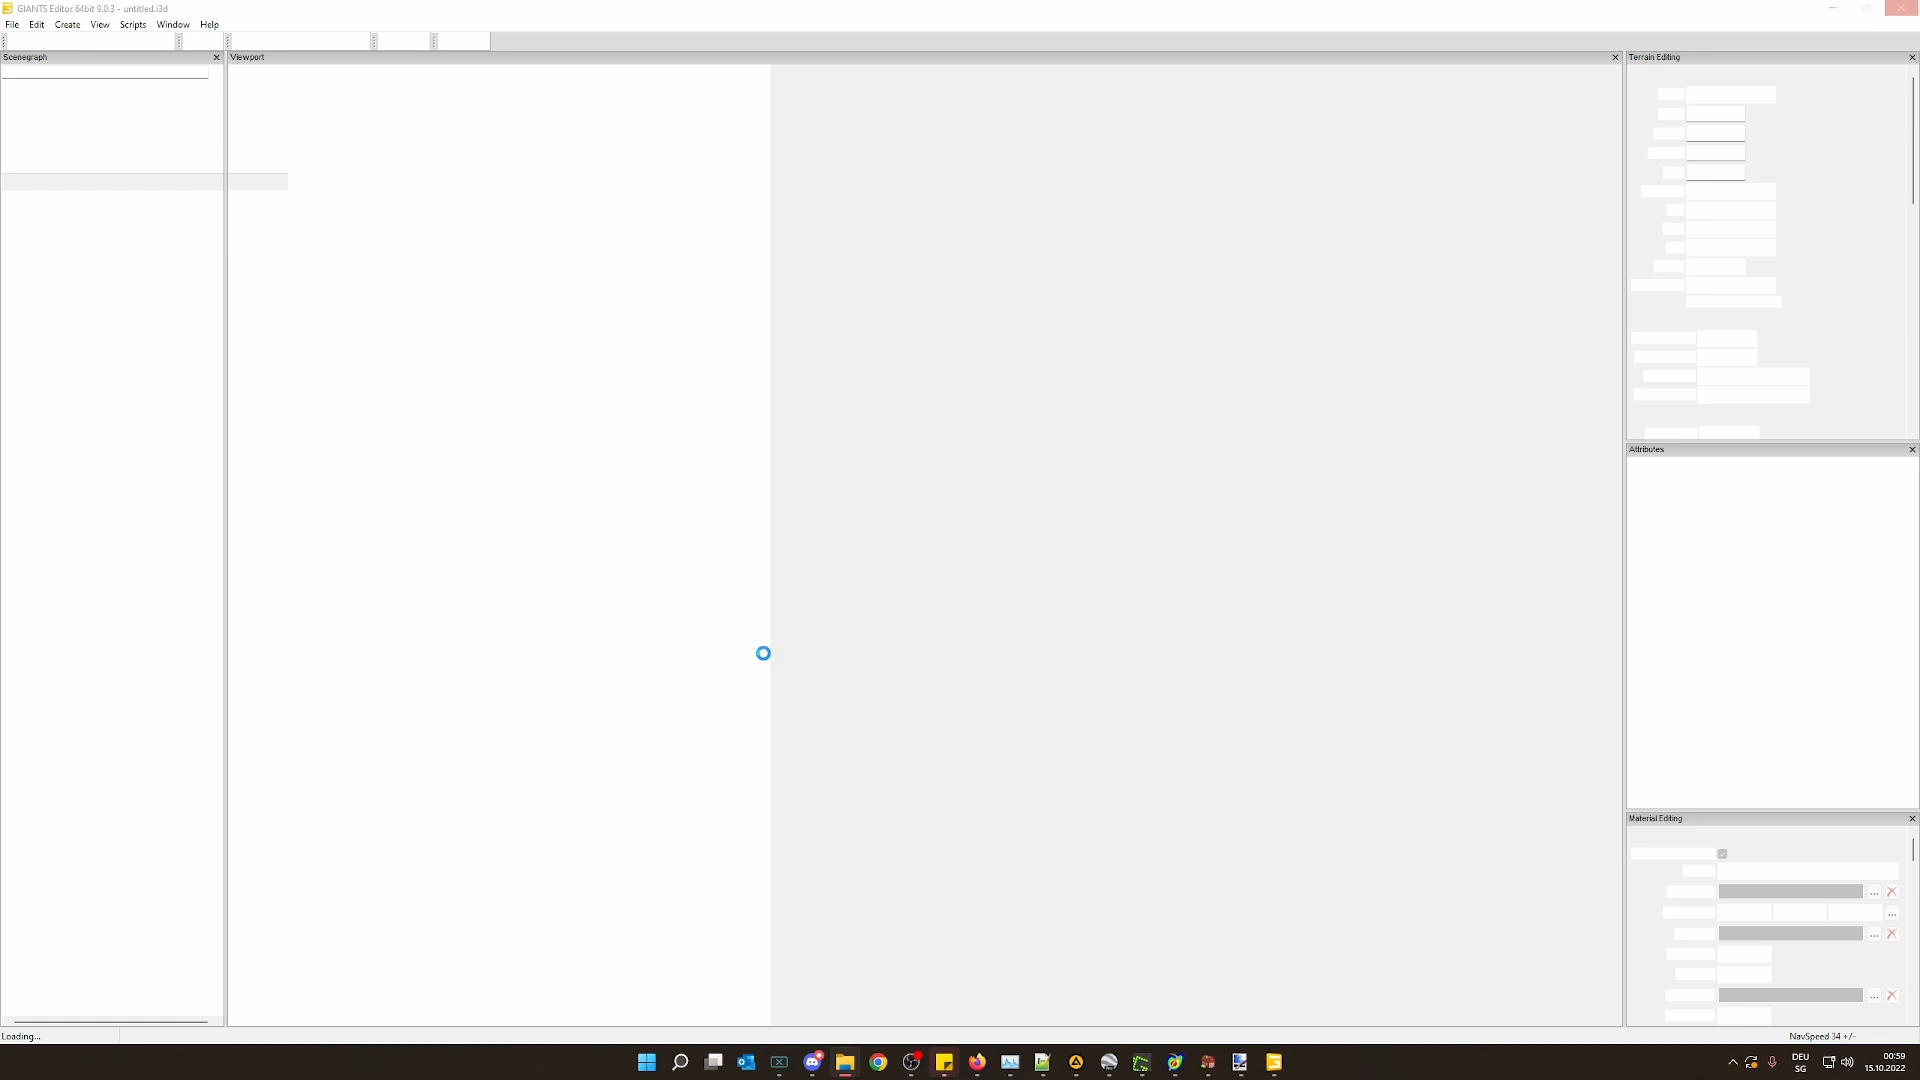 GIANTS Editor 64bit 9.0.3 - untitled.i3d
File Edit Create View Scripts Window Help
Scenegraph
Viewport
Terrain Editing
Attributes
Material Editing
...
...
...
...
Loading...
NavSpeed 34 +/-
DEU
SG
00:59
15.10.2022